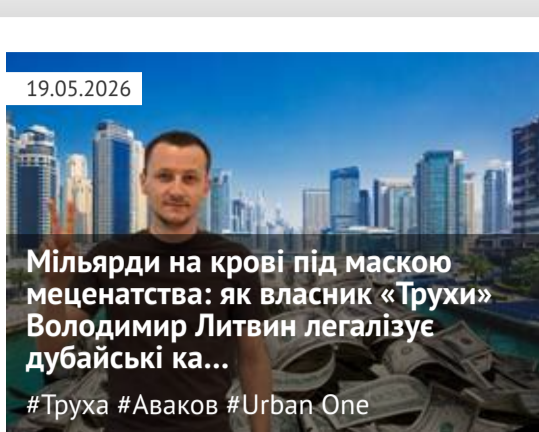 19.05.2026
Мільярди на крові під маскою
меценатства: як власник «Трухи»
Володимир Литвин легалізує
дубайські ка...
#Труха #Аваков #Urban One